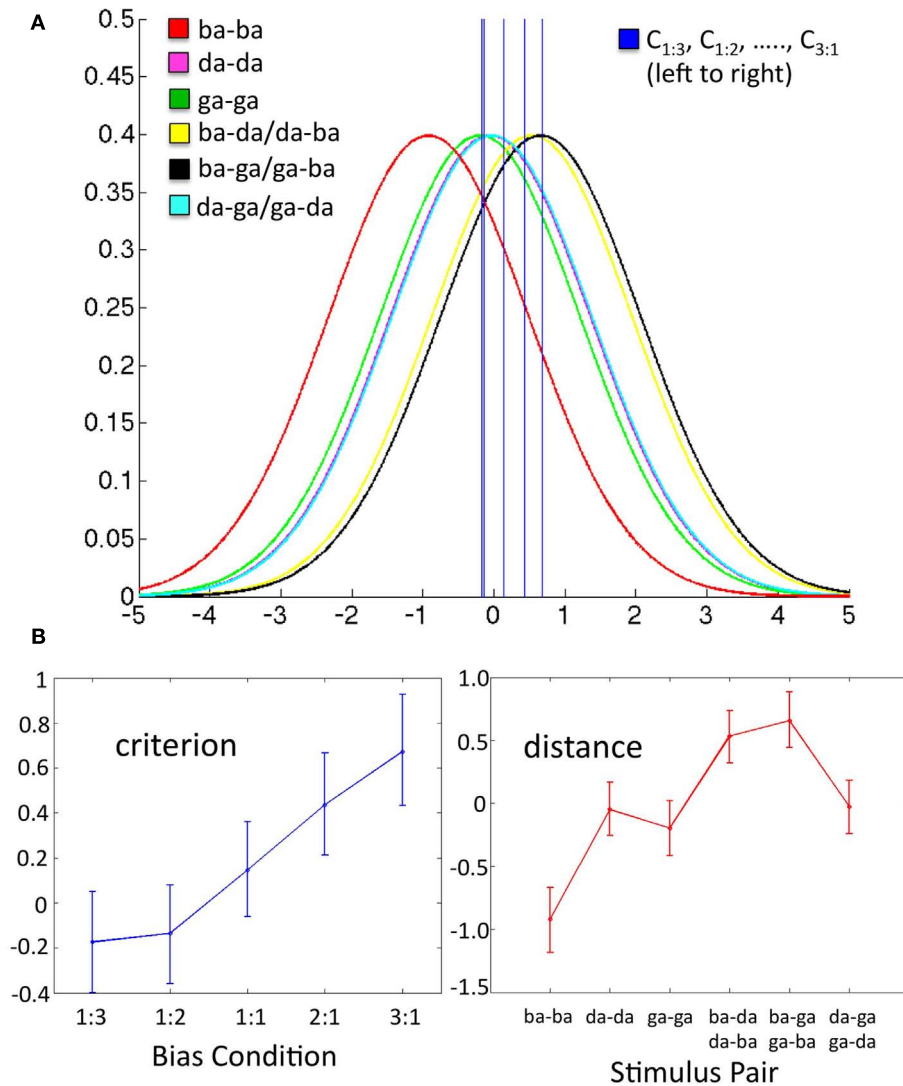 A
0.5
0.45
0.4
0.35
0.3
0.25
0.2
0.15
0.1
0.05
0
-5 -4 -3 -2 -1 0 1 2 3 4 5
ba-ba
da-da
ga-ga
ba-da/da-ba
ba-ga/ga-ba
da-ga/ga-da
C1:3, C1:2, ....., C3:1
(left to right)
B
1
0.8
0.6
0.4
0.2
0
-0.2
-0.4
criterion
1:3 1:2 1:1 2:1 3:1
Bias Condition
1.0
0.5
0
-0.5
-1.0
-1.5
distance
ba-ba da-da ga-ga ba-da ba-ga da-ga
da-ba ga-ba ga-da
Stimulus Pair